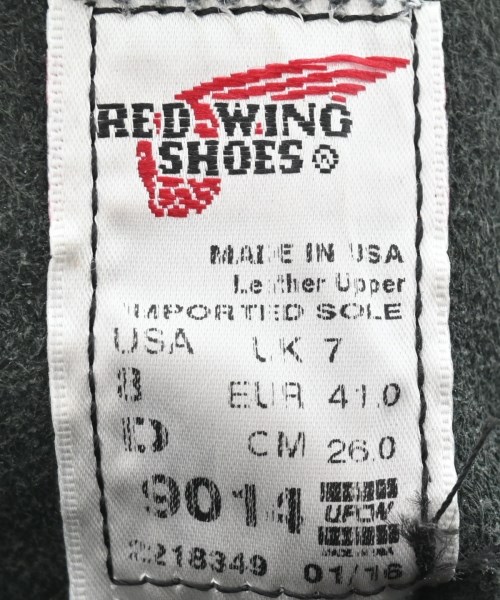 RED WING
SHOES ®
MADE IN USA
Leather Upper
IMPORTED SOLE
USA UK 7
8 EUR 41.0
D CM 26.0
9014 UFCW
2218349 MADE IN USA
01/16